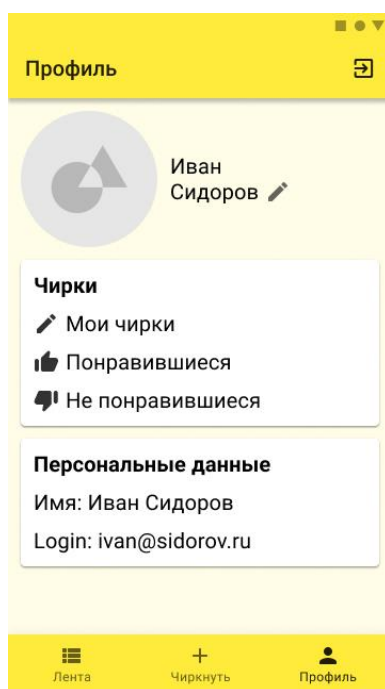 Профиль
Иван
Сидоров
Чирки
Мои чирки
Понравившиеся
Не понравившиеся
Персональные данные
Имя: Иван Сидоров
Login: ivan@sidorov.ru
Лента Чиркнуть Профиль